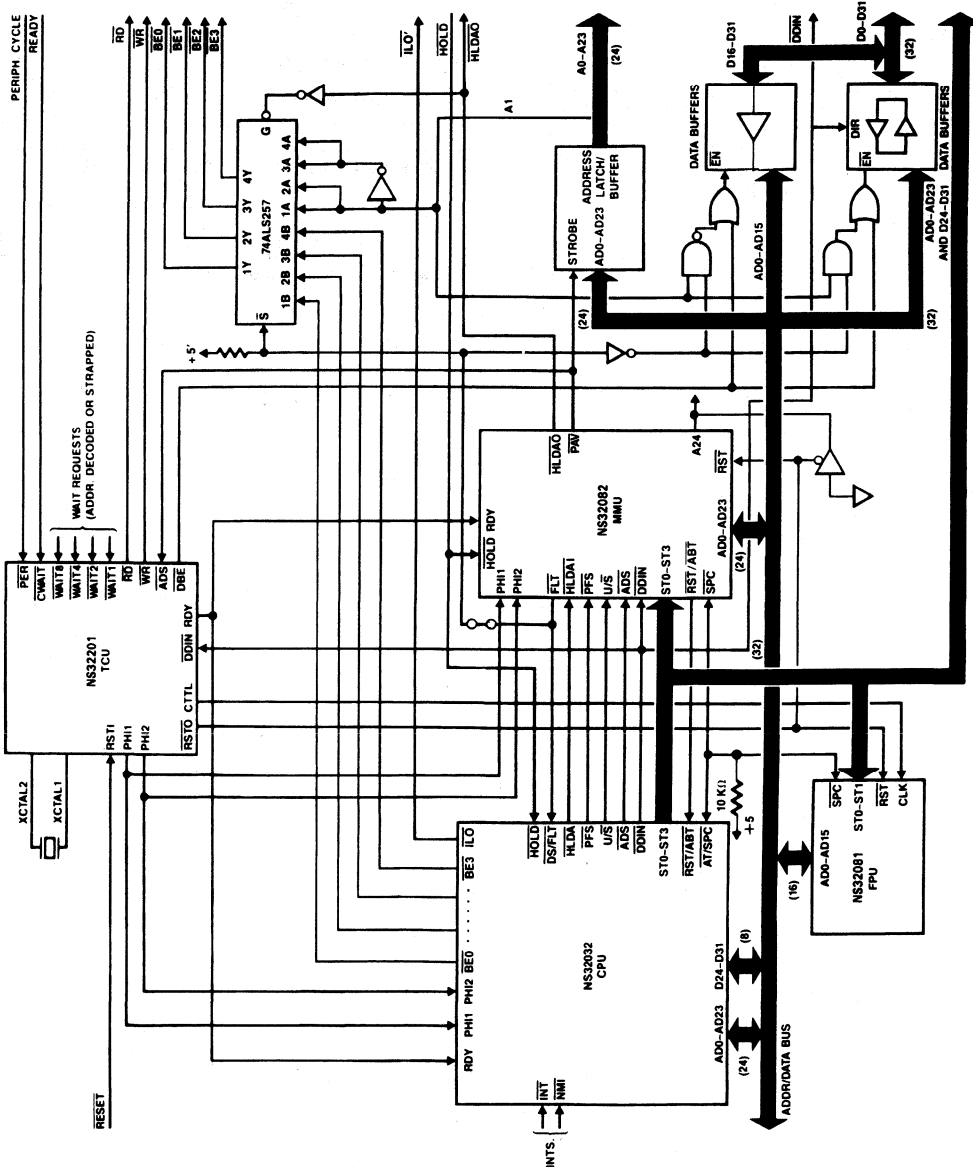 PERIPH CYCLE
READY
RD
WR
BE0
BE1
BE2
BE3
ILO'
HOLD
HLDAO
A0-A23
(24)
D16-D31
DDIN
D0-D31
(32)
WAIT REQUESTS
(ADDR. DECODED OR STRAPPED)
+5'
1Y
2Y
3Y
4Y
G
74ALS257
S
1B
2B
3B
4B
1A
2A
3A
4A
A1
STROBE
ADDRESS
LATCH/
BUFFER
AD0-AD23
(24)
DATA BUFFERS
EN
AD0-AD15
DIR
EN
DATA BUFFERS
AD0-AD23
AND D24-D31
(32)
PER
CWAIT
WAIT8
WAIT4
WAIT2
WAIT1
RD
WR
ADS
DBE
RDY
DDIN
CTTL
RSTO
NS32201
TCU
RSTI
PHI1
PHI2
XCTAL2
XCTAL1
HLDAO
PAV
A24
RST
HOLD
RDY
NS32082
MMU
AD0-AD23
(24)
PHI1
PHI2
FLT
HLDAI
PFS
U/S
ADS
DDIN
ST0-ST3
RST/ABT
SPC
(32)
10 KΩ
+5
SPC
ST0-ST1
RST
CLK
AD0-AD15
(16)
NS32081
FPU
ILO
BE3
. . . . .
BE0
PHI2
PHI1
RDY
HOLD
DS/FLT
HLDA
PFS
U/S
ADS
DDIN
ST0-ST3
RST/ABT
AT/SPC
NS32032
CPU
D24-D31
(8)
AD0-AD23
(24)
INT
NMI
INTS.
RESET
ADDR/DATA BUS